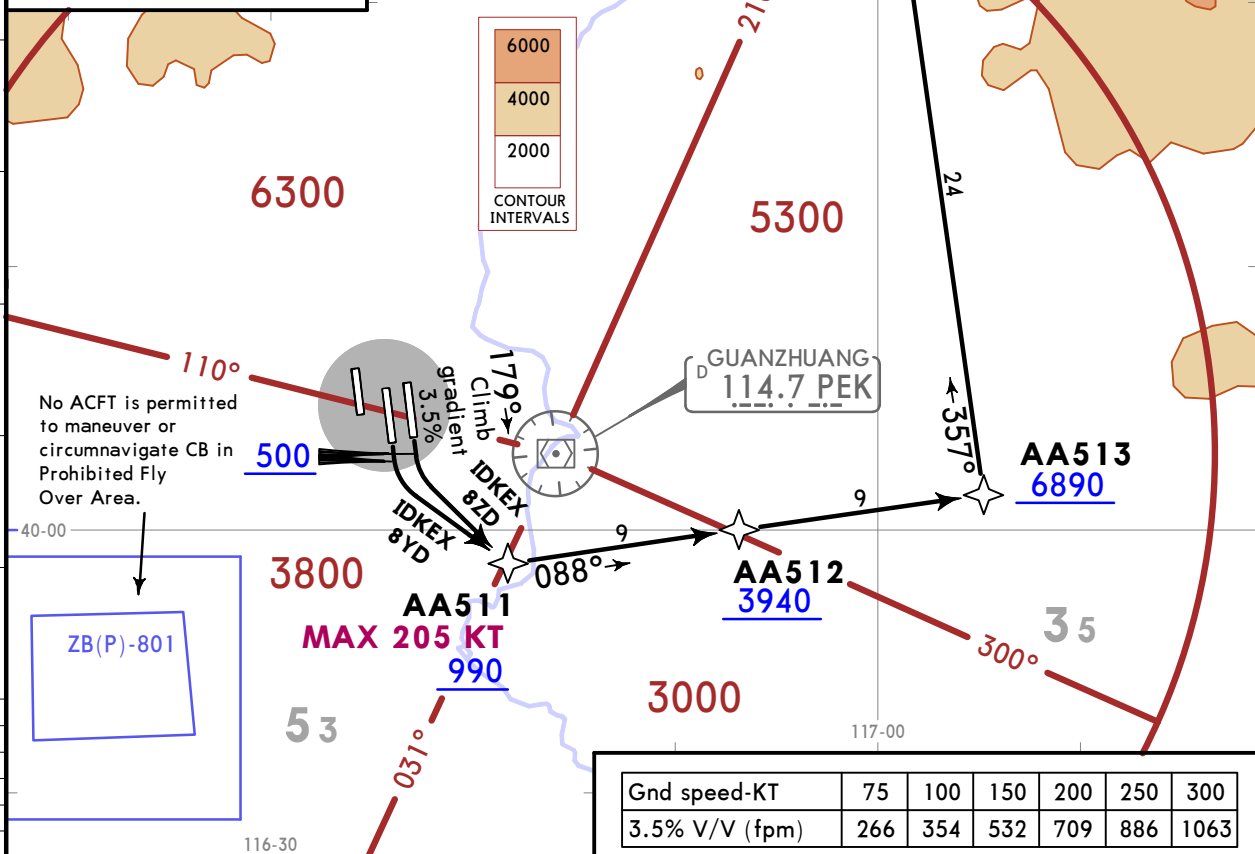 6000
4000
2000
CONTOUR
INTERVALS
6300
5300
24
110°
No ACFT is permitted
to maneuver or
circumnavigate CB in
Prohibited Fly
Over Area.
500
3.5%
gradient
Climb
179°
D GUANZHUANG
114.7 PEK
357°
AA513
6890
IDKEX
8ZD
IDKEX
8YD
9
9
40-00
3800
088°
AA511
MAX 205 KT
990
AA512
3940
ZB(P)-801
35
300°
53
3000
117-00
031°
116-30
Gnd speed-KT 75 100 150 200 250 300
3.5% V/V (fpm) 266 354 532 709 886 1063